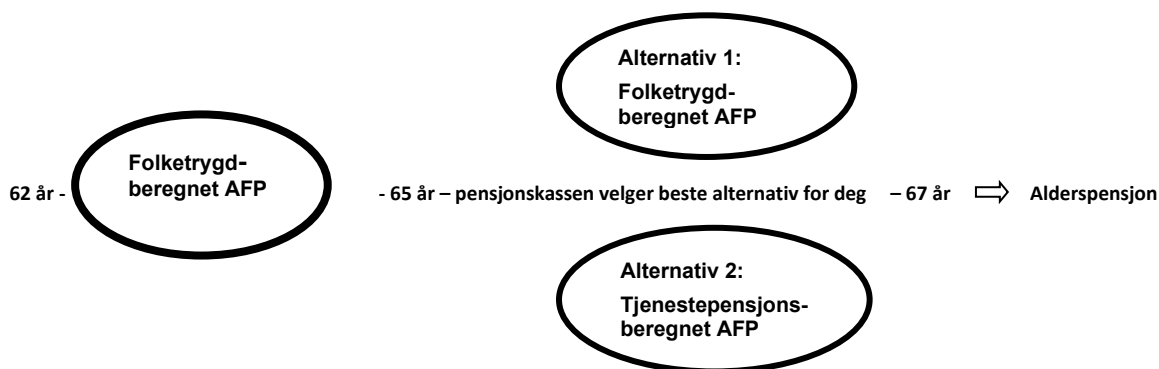 Alternativ 1:
Folketrygd-
beregnet AFP
Folketrygd-
beregnet AFP
62 år -
- 65 år – pensjonskassen velger beste alternativ for deg – 67 år ⇨ Alderspensjon
Alternativ 2:
Tjenestepensjons-
beregnet AFP